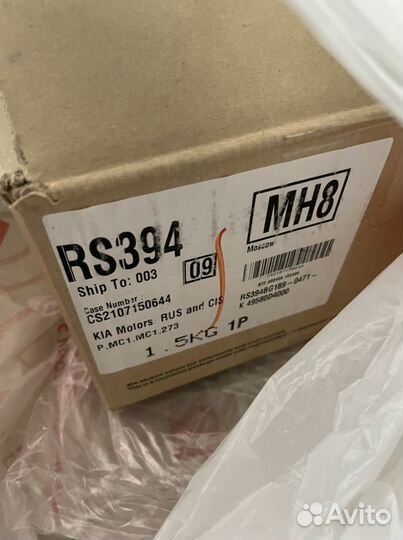 RS394
MH8
Moscow
Ship To: 003
09
Case Number:
CS2107150644
RS394BG189-0471-
K 49580D4000
KIA Motors RUS and CIS
P.MC1.MC1.273
1.5KG 1P
Avito